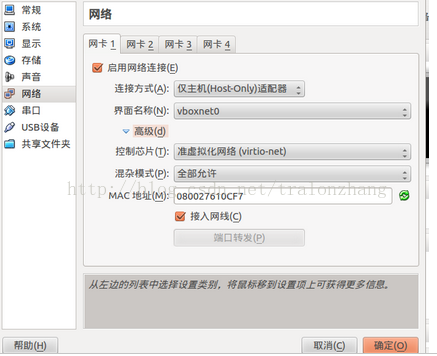 常规
系统
显示
存储
声音
网络
串口
USB设备
共享文件夹
网络
网卡 1
网卡 2
网卡 3
网卡 4
启用网络连接(E)
连接方式(A):
仅主机(Host-Only)适配器
界面名称(N):
vboxnet0
高级(d)
控制芯片(T):
准虚拟化网络 (virtio-net)
混杂模式(P):
全部允许
http://blog.csdn.net/tralonzhang
MAC 地址(M):
080027610CF7
接入网线(C)
端口转发(P)
从左边的列表中选择设置类别，将鼠标移到设置项上可获得更多信息。
帮助(H)
取消(C)
确定(O)